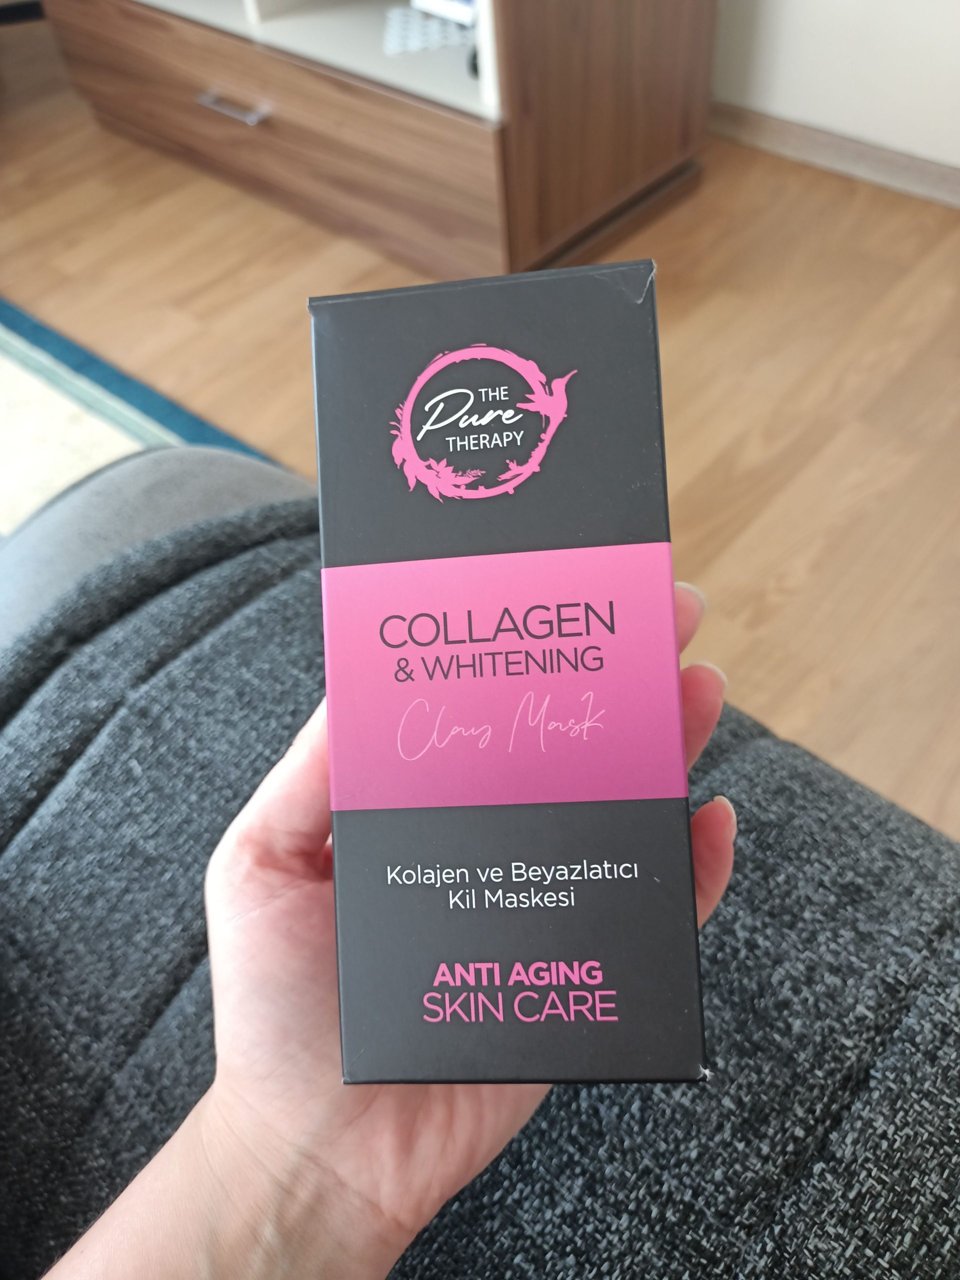 THE
Pure
THERAPY
COLLAGEN
& WHITENING
Clay Mask
Kolajen ve Beyazlatıcı
Kil Maskesi
ANTI AGING
SKIN CARE